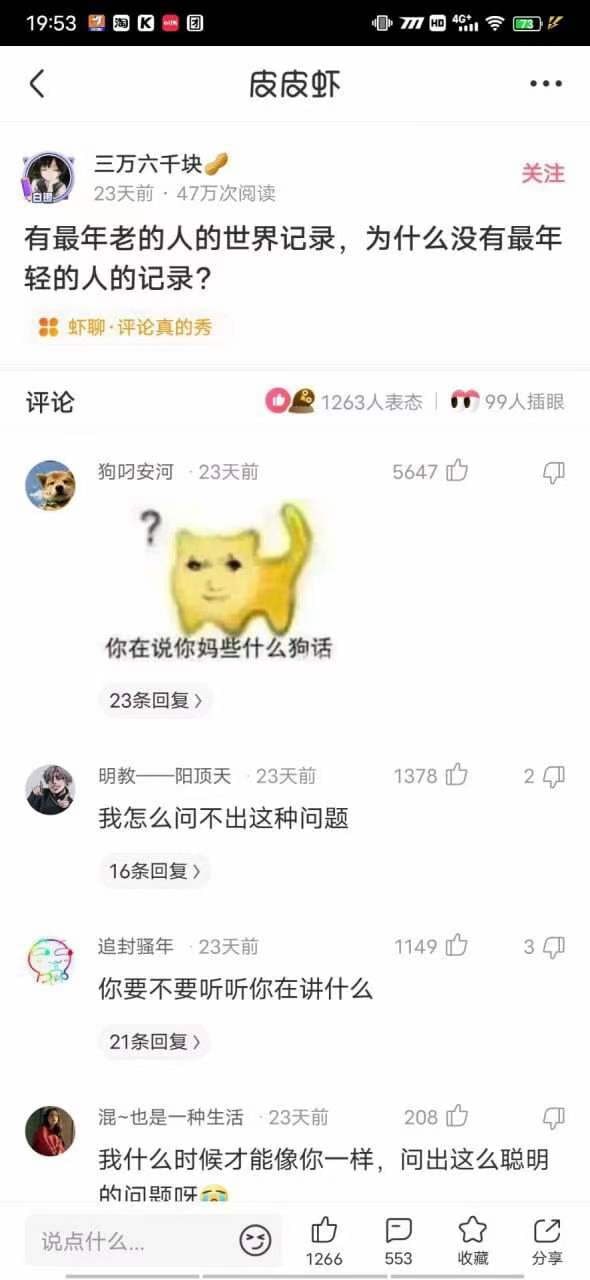 19:53
淘
K
团
HD
4G+
73
皮皮虾
三万六千块
关注
23天前 · 47万次阅读
有最年老的人的世界记录，为什么没有最年
轻的人的记录？
虾聊·评论真的秀
评论
1263人表态
99人插眼
狗叼安河 ·23天前
5647
?
你在说你妈些什么狗话
23条回复
明教——阳顶天 ·23天前
1378
2
我怎么问不出这种问题
16条回复
追封骚年 ·23天前
1149
3
你要不要听听你在讲什么
21条回复
混~也是一种生活 ·23天前
208
我什么时候才能像你一样，问出这么聪明
的问题呀😭
说点什么...
1266
553
收藏
分享